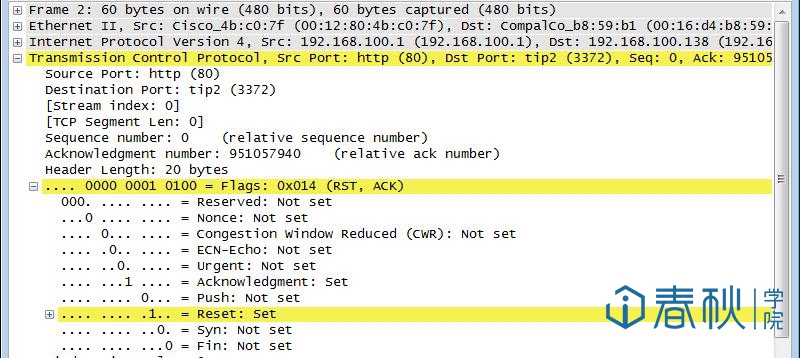 Frame 2: 60 bytes on wire (480 bits), 60 bytes captured (480 bits)
Ethernet II, Src: Cisco_4b:c0:7f (00:12:80:4b:c0:7f), Dst: CompalCo_b8:59:b1 (00:16:d4:b8:59:
Internet Protocol Version 4, Src: 192.168.100.1 (192.168.100.1), Dst: 192.168.100.138 (192.16
Transmission Control Protocol, Src Port: http (80), Dst Port: tip2 (3372), Seq: 0, Ack: 95105
Source Port: http (80)
Destination Port: tip2 (3372)
[Stream index: 0]
[TCP Segment Len: 0]
Sequence number: 0    (relative sequence number)
Acknowledgment number: 951057940    (relative ack number)
Header Length: 20 bytes
.... 0000 0001 0100 = Flags: 0x014 (RST, ACK)
000. .... .... = Reserved: Not set
...0 .... .... = Nonce: Not set
.... 0... .... = Congestion Window Reduced (CWR): Not set
.... .0.. .... = ECN-Echo: Not set
.... ..0. .... = Urgent: Not set
.... ...1 .... = Acknowledgment: Set
.... .... 0... = Push: Not set
.... .... .1.. = Reset: Set
.... .... ..0. = Syn: Not set
.... .... ...0 = Fin: Not set
春秋学院